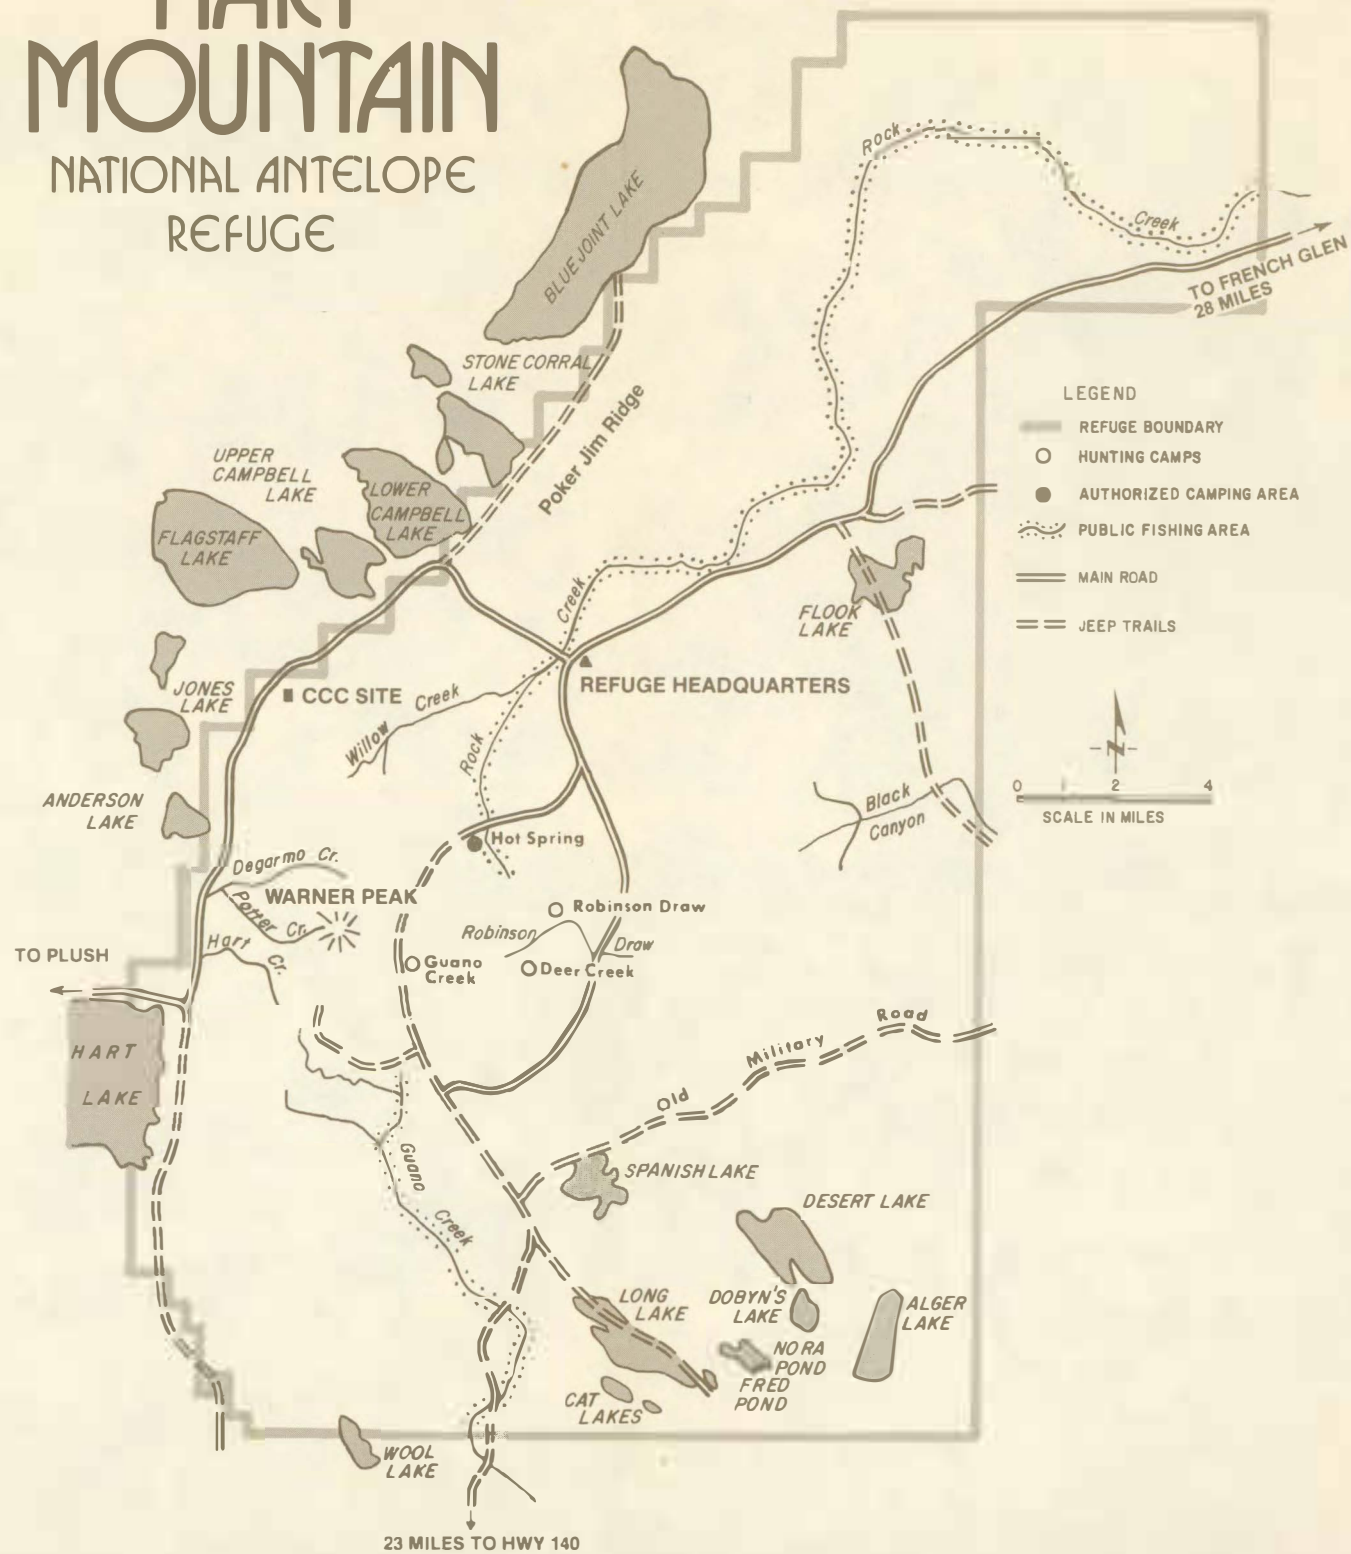 HART
MOUNTAIN
NATIONAL ANTELOPE
REFUGE
BLUEJOINT LAKE
Rock
Creek
TO FRENCH GLEN
28 MILES
STONE CORRAL
LAKE
Poker Jim Ridge
UPPER
CAMPBELL
LAKE
LOWER
CAMPBELL
LAKE
FLAGSTAFF
LAKE
LEGEND
REFUGE BOUNDARY
HUNTING CAMPS
AUTHORIZED CAMPING AREA
PUBLIC FISHING AREA
MAIN ROAD
JEEP TRAILS
Creek
FLOOK
LAKE
JONES
LAKE
CCC SITE
Willow
Creek
Rock
REFUGE HEADQUARTERS
N
0 2 4
SCALE IN MILES
ANDERSON
LAKE
Black
Canyon
Hot Spring
Degarmo Cr.
WARNER PEAK
Potter Cr.
Hart
Cr.
Robinson Draw
Robinson
Draw
TO PLUSH
Guano
Creek
Deer Creek
HART
LAKE
Old
Military
Road
Guano
Creek
SPANISH LAKE
DESERT LAKE
LONG
LAKE
DOBYN'S
LAKE
ALGER
LAKE
NORA
POND
FRED
POND
CAT
LAKES
WOOL
LAKE
23 MILES TO HWY 140